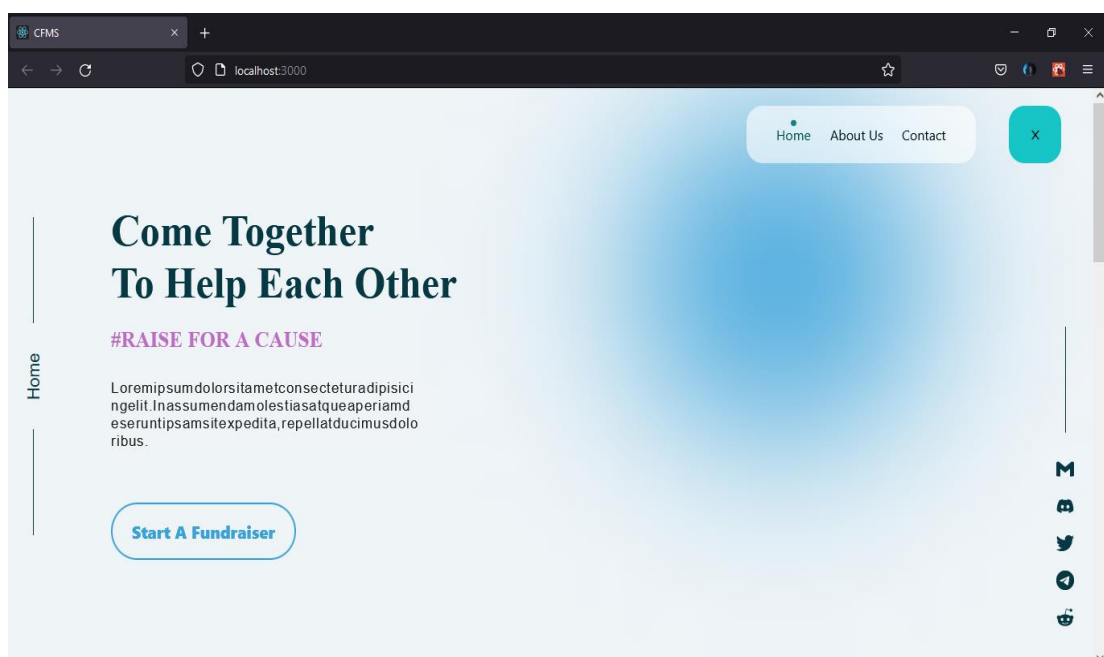 CFMS
localhost:3000
Home About Us Contact
X
Come Together
To Help Each Other
#RAISE FOR A CAUSE
Home
Loremipsumdolorsitametconsecteturadipisici
ngelit.Inassumendamolestiasatqueaperiamd
eseruntipsamsitexpedita,repellatducimusdolo
ribus.
Start A Fundraiser